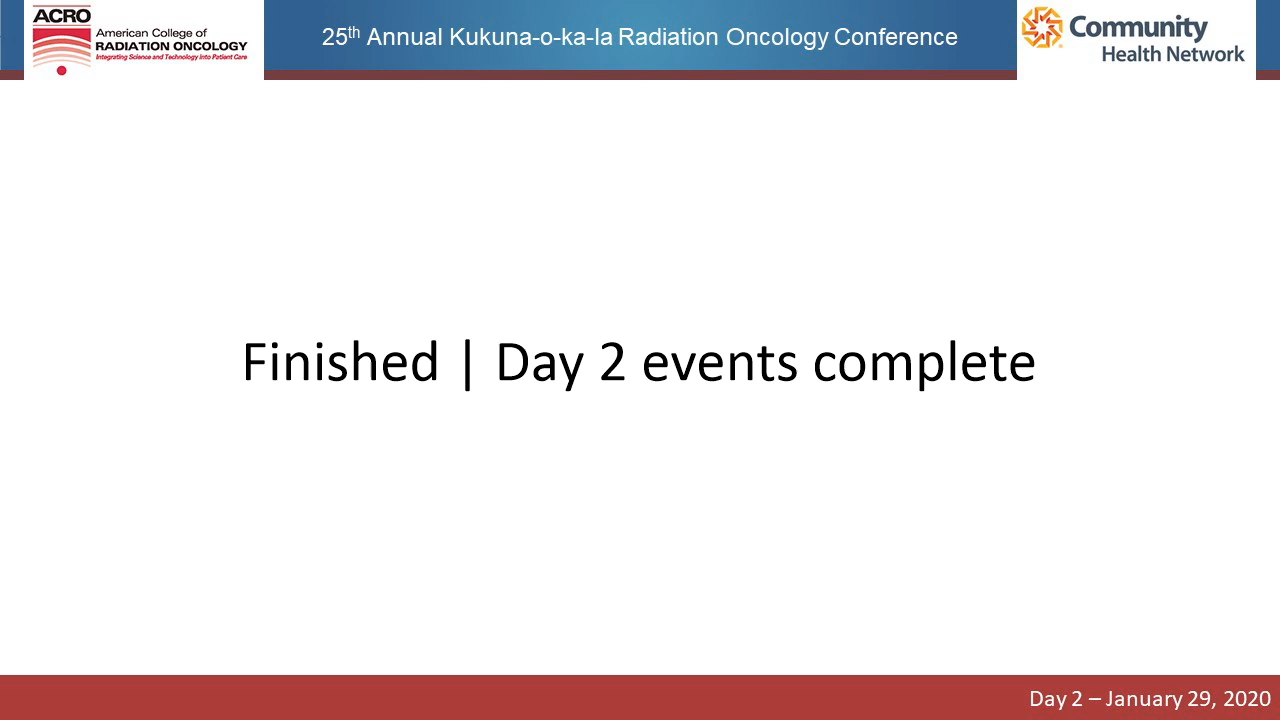 ACRO
American College of
RADIATION ONCOLOGY
Integrating Science and Technology Into Patient Care
25th Annual Kukuna-o-ka-la Radiation Oncology Conference
Community
Health Network
Finished | Day 2 events complete
Day 2 – January 29, 2020